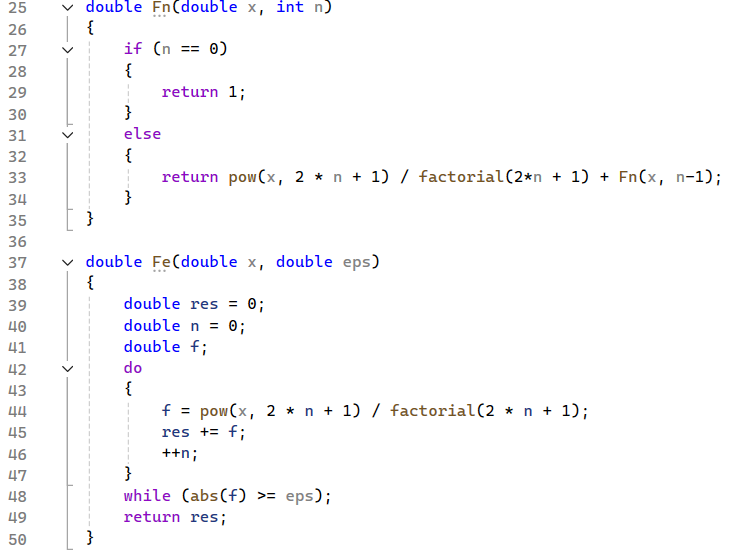 25 double Fn(double x, int n)
26 {
27 if (n == 0)
28 {
29 return 1;
30 }
31 else
32 {
33 return pow(x, 2 * n + 1) / factorial(2*n + 1) + Fn(x, n-1);
34 }
35 }
36
37 double Fe(double x, double eps)
38 {
39 double res = 0;
40 double n = 0;
41 double f;
42 do
43 {
44 f = pow(x, 2 * n + 1) / factorial(2 * n + 1);
45 res += f;
46 ++n;
47 }
48 while (abs(f) >= eps);
49 return res;
50 }